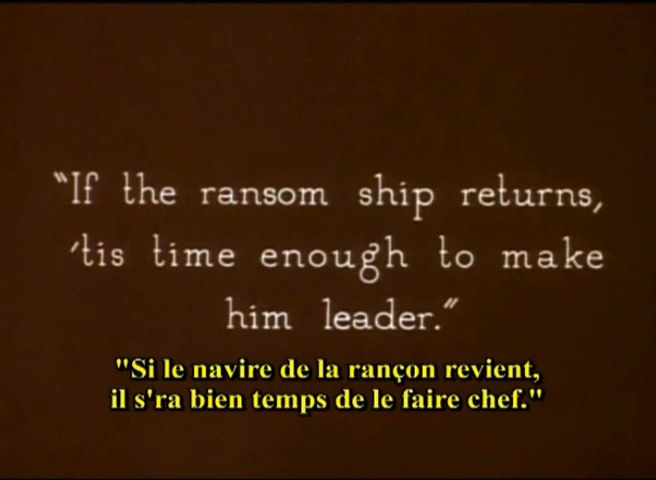 “If the ransom ship returns,
’tis time enough to make
him leader.”
"Si le navire de la rançon revient,
il s'ra bien temps de le faire chef."